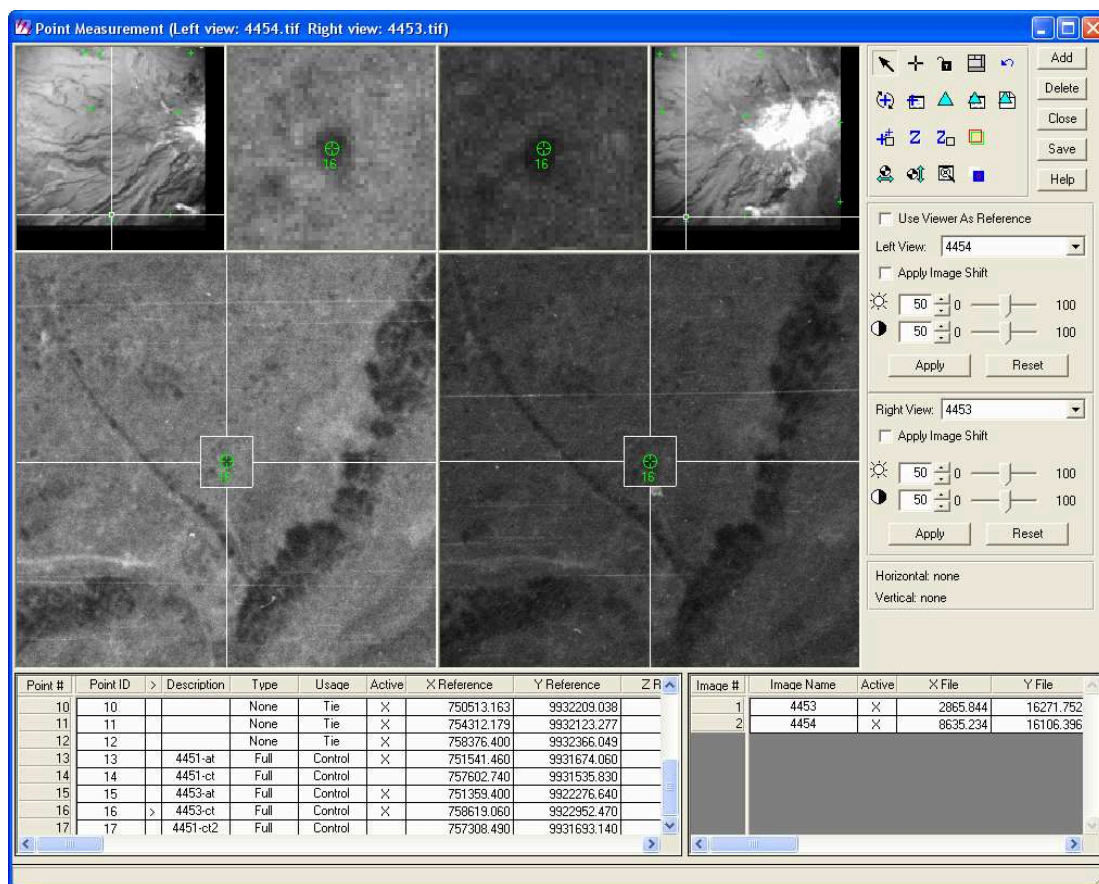 Point Measurement (Left view: 4454.tif Right view: 4453.tif)
16
16
16
16
Add
Delete
Close
Save
Help
Use Viewer As Reference
Left View: 4454
Apply Image Shift
50 0 100
50 0 100
Apply Reset
Right View: 4453
Apply Image Shift
50 0 100
50 0 100
Apply Reset
Horizontal: none
Vertical: none
Point # Point ID > Description Type Usage Active X Reference Y Reference Z R
10 10 None Tie X 750513.163 9932209.038
11 11 None Tie X 754312.179 9932123.277
12 12 None Tie X 758376.400 9932366.049
13 13 4451-at Full Control X 751541.460 9931674.060
14 14 4451-ct Full Control 757602.740 9931535.830
15 15 4453-at Full Control X 751359.400 9922276.640
16 16 > 4453-ct Full Control X 758619.060 9922952.470
17 17 4451-ct2 Full Control 757308.490 9931693.140
Image # Image Name Active X File Y File
1 4453 X 2865.844 16271.752
2 4454 X 8635.234 16106.396